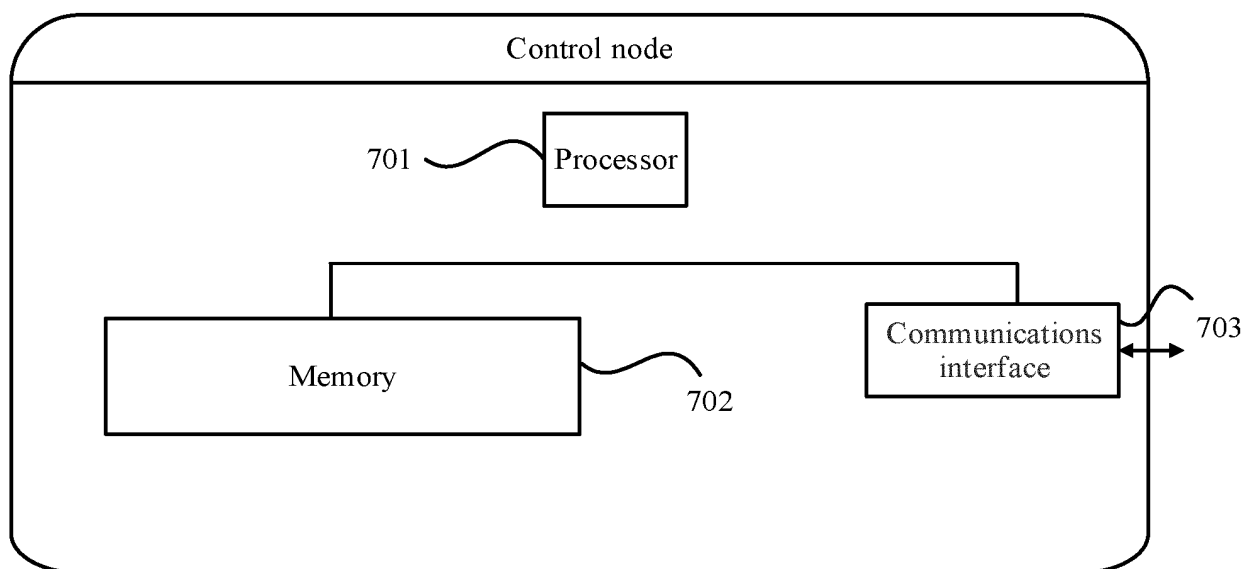 Control node
701
Processor
Communications
interface
703
Memory
702